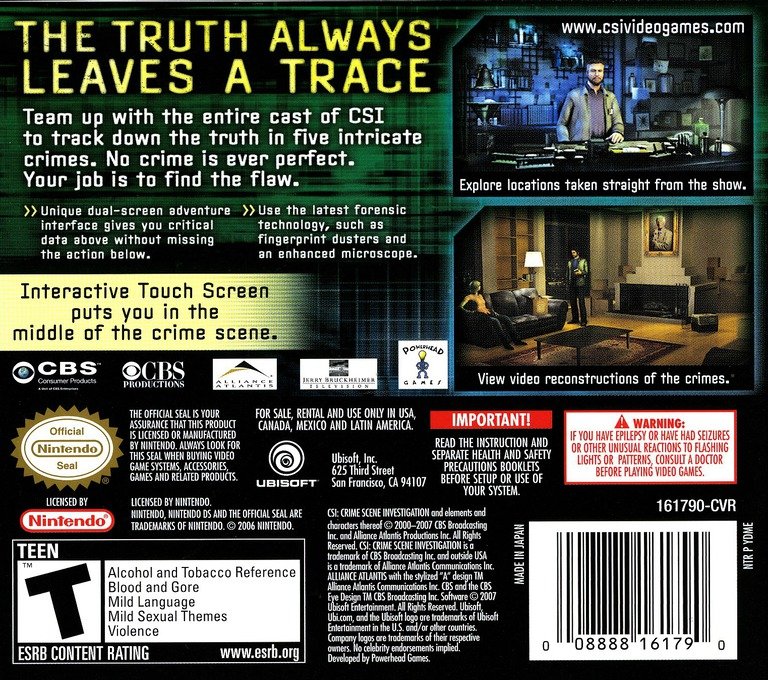 THE TRUTH ALWAYS
LEAVES A TRACE
Team up with the entire cast of CSI
to track down the truth in five intricate
crimes. No crime is ever perfect.
Your job is to find the flaw.
Unique dual-screen adventure
interface gives you critical
data above without missing
the action below.
Use the latest forensic
technology, such as
fingerprint dusters and
an enhanced microscope.
Interactive Touch Screen
puts you in the
middle of the crime scene.
www.csivideogames.com
Explore locations taken straight from the show.
View video reconstructions of the crimes.
CBS™
Consumer Products
CBS
PRODUCTIONS
ALLIANCE
ATLANTIS
JERRY BRUCKHEIMER
TELEVISION
POWERHEAD
GAMES
Official
Nintendo
Seal
THE OFFICIAL SEAL IS YOUR
ASSURANCE THAT THIS PRODUCT
IS LICENSED OR MANUFACTURED
BY NINTENDO. ALWAYS LOOK FOR
THIS SEAL WHEN BUYING VIDEO
GAME SYSTEMS, ACCESSORIES,
GAMES AND RELATED PRODUCTS.
FOR SALE, RENTAL AND USE ONLY IN USA,
CANADA, MEXICO AND LATIN AMERICA.
UBISOFT
Ubisoft, Inc.
625 Third Street
San Francisco, CA 94107
IMPORTANT!
READ THE INSTRUCTION AND
SEPARATE HEALTH AND SAFETY
PRECAUTIONS BOOKLETS
BEFORE SETUP OR USE OF
YOUR SYSTEM.
WARNING:
IF YOU HAVE EPILEPSY OR HAVE HAD SEIZURES
OR OTHER UNUSUAL REACTIONS TO FLASHING
LIGHTS OR PATTERNS, CONSULT A DOCTOR
BEFORE PLAYING VIDEO GAMES.
LICENSED BY
Nintendo®
LICENSED BY NINTENDO.
NINTENDO, NINTENDO DS AND THE OFFICIAL SEAL ARE
TRADEMARKS OF NINTENDO. © 2006 NINTENDO.
TEEN
T
™
Alcohol and Tobacco Reference
Blood and Gore
Mild Language
Mild Sexual Themes
Violence
ESRB CONTENT RATING www.esrb.org
CSI: CRIME SCENE INVESTIGATION and elements and
characters thereof © 2000–2007 CBS Broadcasting
Inc. and Alliance Atlantis Productions Inc. All Rights
Reserved. CSI: CRIME SCENE INVESTIGATION is a
trademark of CBS Broadcasting Inc. and outside USA
is a trademark of Alliance Atlantis Communications Inc.
ALLIANCE ATLANTIS with the stylized "A" design TM
Alliance Atlantis Communications Inc. CBS and the CBS
Eye Design TM CBS Broadcasting Inc. Software © 2007
Ubisoft Entertainment. All Rights Reserved. Ubisoft,
Ubi.com, and the Ubisoft logo are trademarks of Ubisoft
Entertainment in the U.S. and/or other countries.
Company logos are trademarks of their respective
owners. No celebrity endorsements implied.
Developed by Powerhead Games.
161790-CVR
MADE IN JAPAN
NTR P YDME
0 08888 16179 0